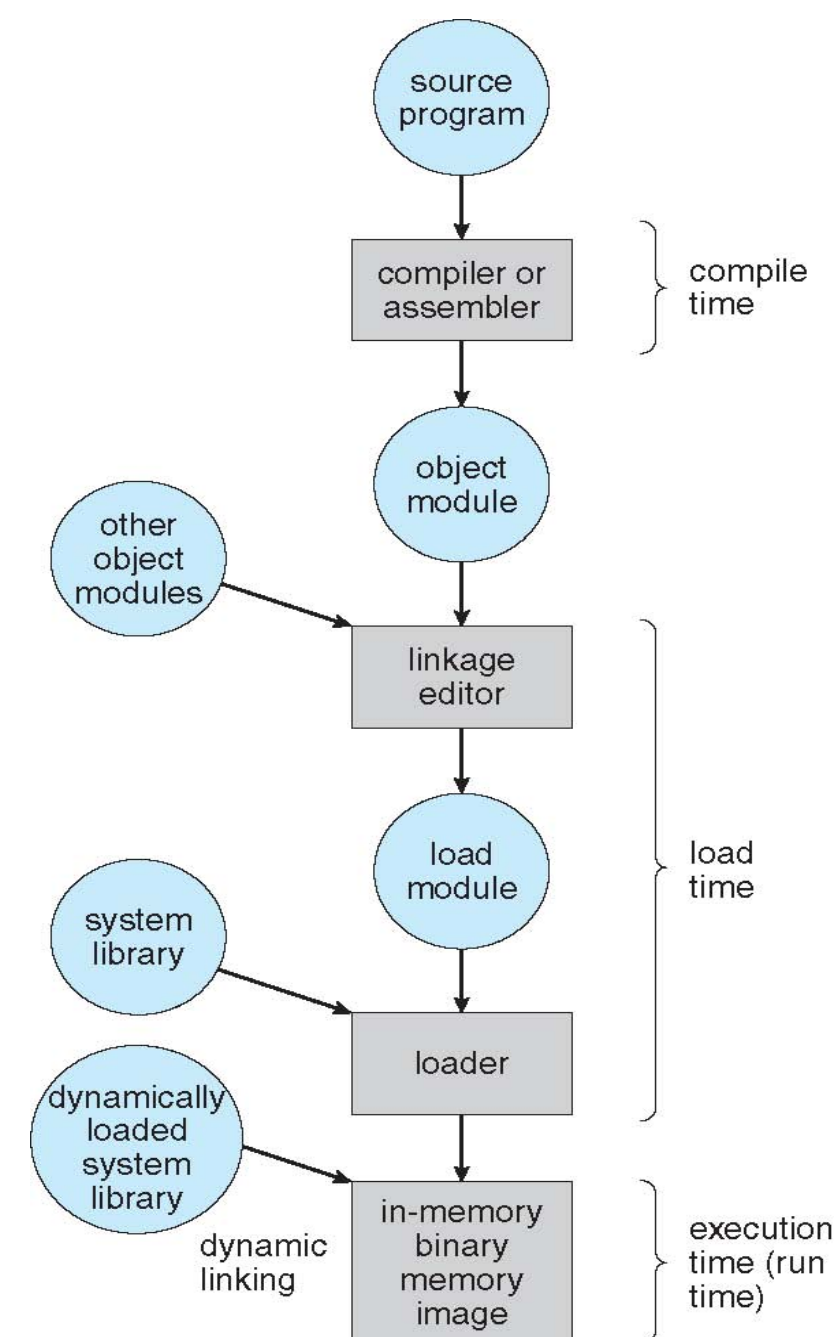 source
program
compiler or
assembler
compile
time
object
module
other
object
modules
linkage
editor
load
module
load
time
system
library
loader
dynamically
loaded
system
library
dynamic
linking
in-memory
binary
memory
image
execution
time (run
time)